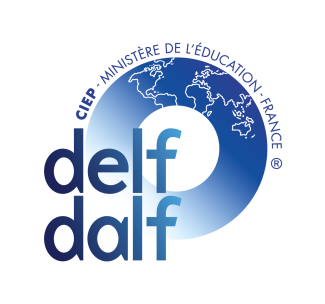 CIEP - MINISTÈRE DE L'ÉDUCATION - FRANCE ®
delf
dalf